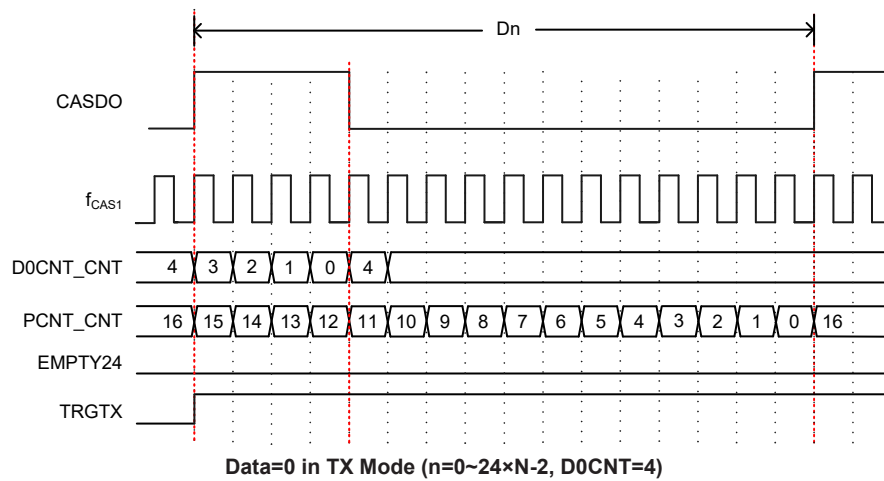 Dn
CASDO
fCAS1
D0CNT_CNT 4 3 2 1 0 4
PCNT_CNT 16 15 14 13 12 11 10 9 8 7 6 5 4 3 2 1 0 16
EMPTY24
TRGTX
Data=0 in TX Mode (n=0~24×N-2, D0CNT=4)